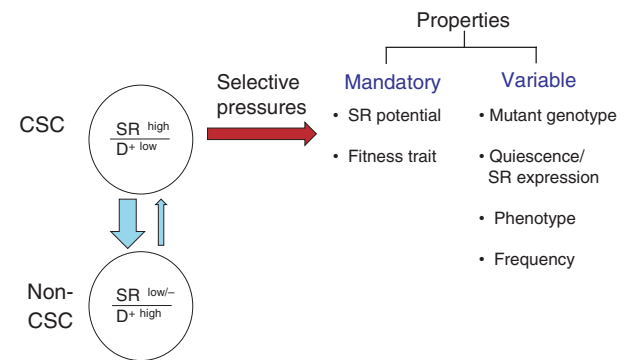 Properties
Selective
pressures
Mandatory
Variable
CSC
SR high
D+ low
• SR potential
• Fitness trait
• Mutant genotype
• Quiescence/
SR expression
• Phenotype
• Frequency
Non-
CSC
SR low/–
D+ high